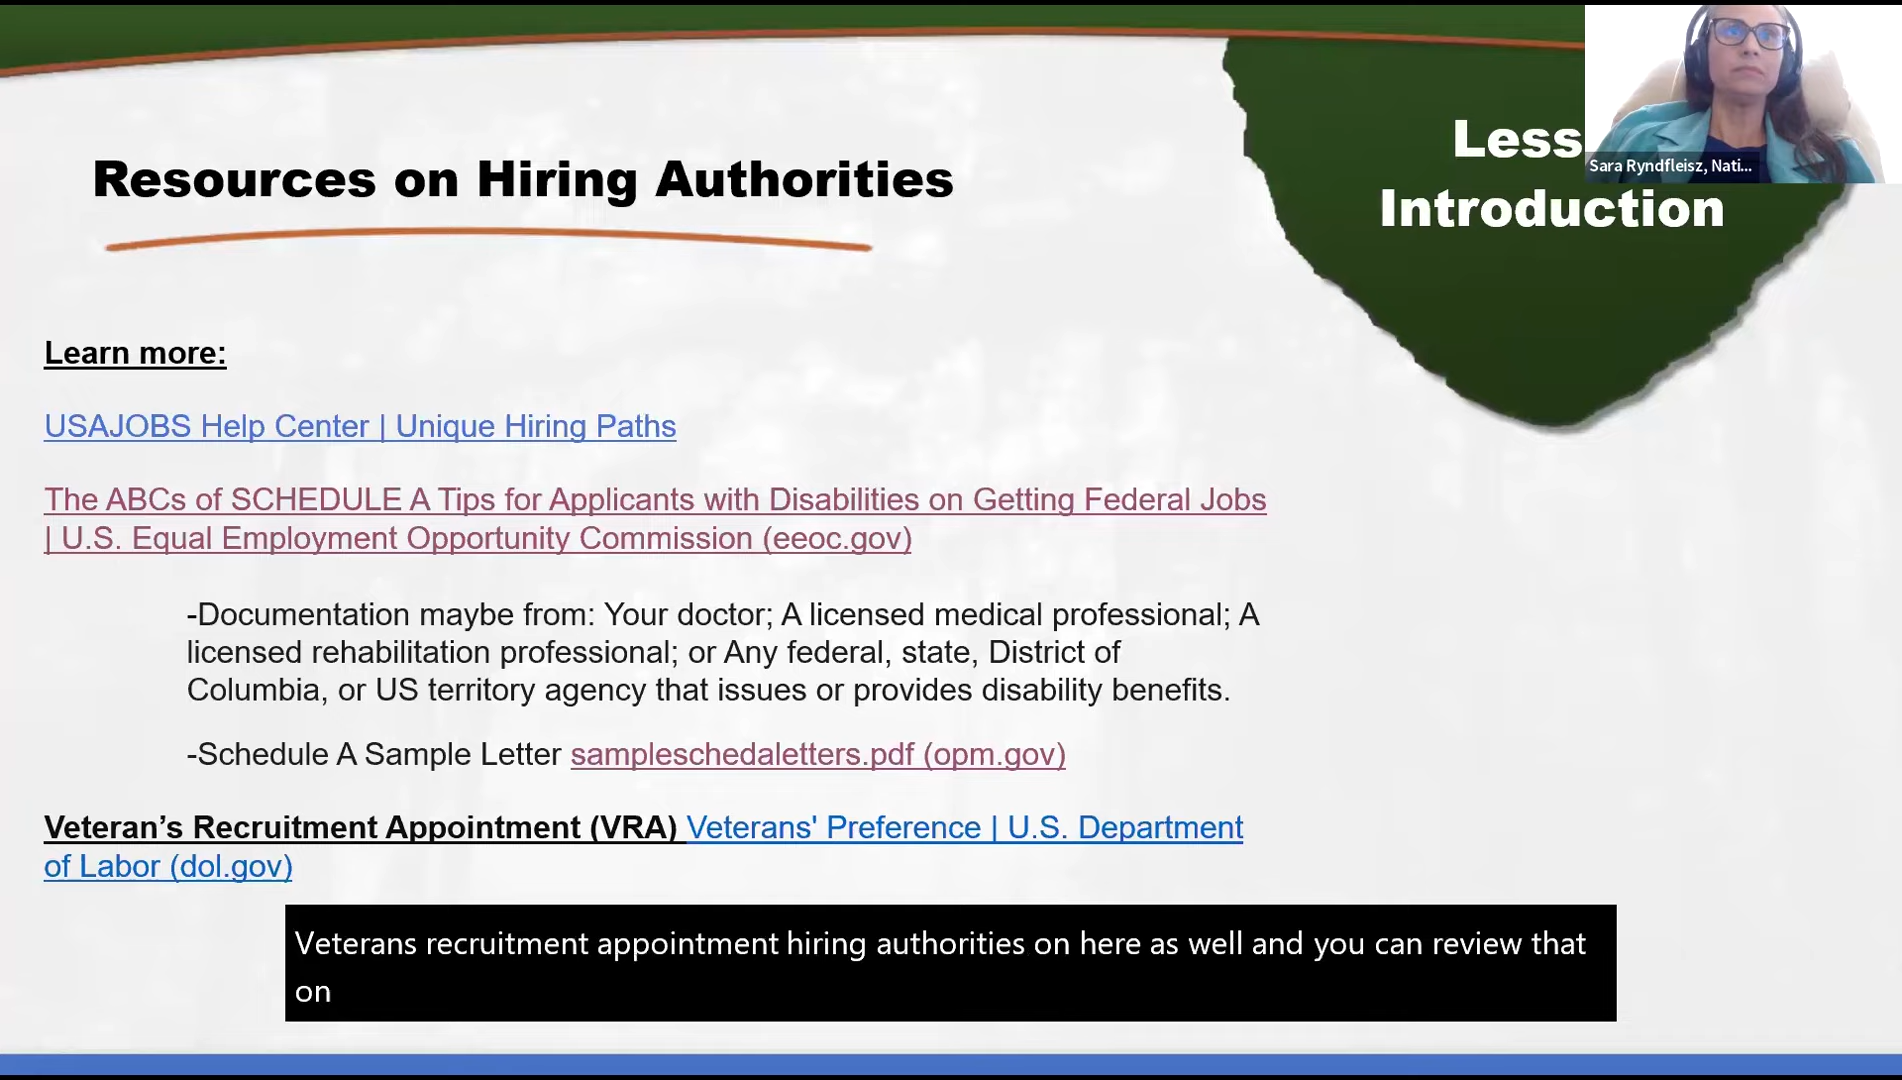 Less
Introduction
Sara Ryndfleisz, Nati...
Resources on Hiring Authorities
Learn more:
USAJOBS Help Center | Unique Hiring Paths
The ABCs of SCHEDULE A Tips for Applicants with Disabilities on Getting Federal Jobs
| U.S. Equal Employment Opportunity Commission (eeoc.gov)
-Documentation maybe from: Your doctor; A licensed medical professional; A
licensed rehabilitation professional; or Any federal, state, District of
Columbia, or US territory agency that issues or provides disability benefits.
-Schedule A Sample Letter sampleschedaletters.pdf (opm.gov)
Veteran’s Recruitment Appointment (VRA) Veterans' Preference | U.S. Department
of Labor (dol.gov)
Veterans recruitment appointment hiring authorities on here as well and you can review that
on